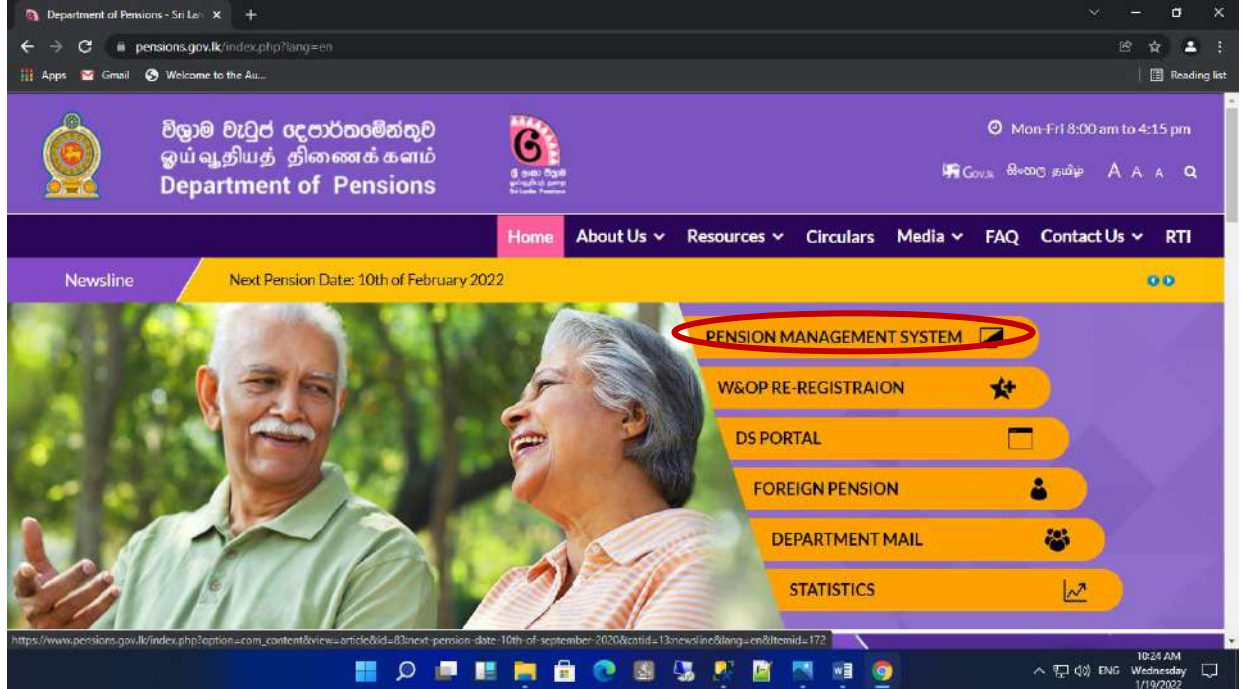 Department of Pensions - Sri Lan
pensions.gov.lk/index.php?lang=en
Apps Gmail Welcome to the Au... Reading list
විශ්‍රාම වැටුප් දෙපාර්තමේන්තුව
ஓய்வூதியத் திணைக்களம்
Department of Pensions
Mon-Fri 8:00 am to 4:15 pm
Gov.lk සිංහල தமிழ் A A A
Home About Us Resources Circulars Media FAQ Contact Us RTI
Newsline Next Pension Date: 10th of February 2022
PENSION MANAGEMENT SYSTEM
W&OP RE-REGISTRAION
DS PORTAL
FOREIGN PENSION
DEPARTMENT MAIL
STATISTICS
https://www.pensions.gov.lk/index.php?option=com_content&view=article&id=83:next-pension-date-10th-of-september-2020&catid=13:newsline&lang=en&Itemid=172
10:24 AM
ENG Wednesday
1/19/2022